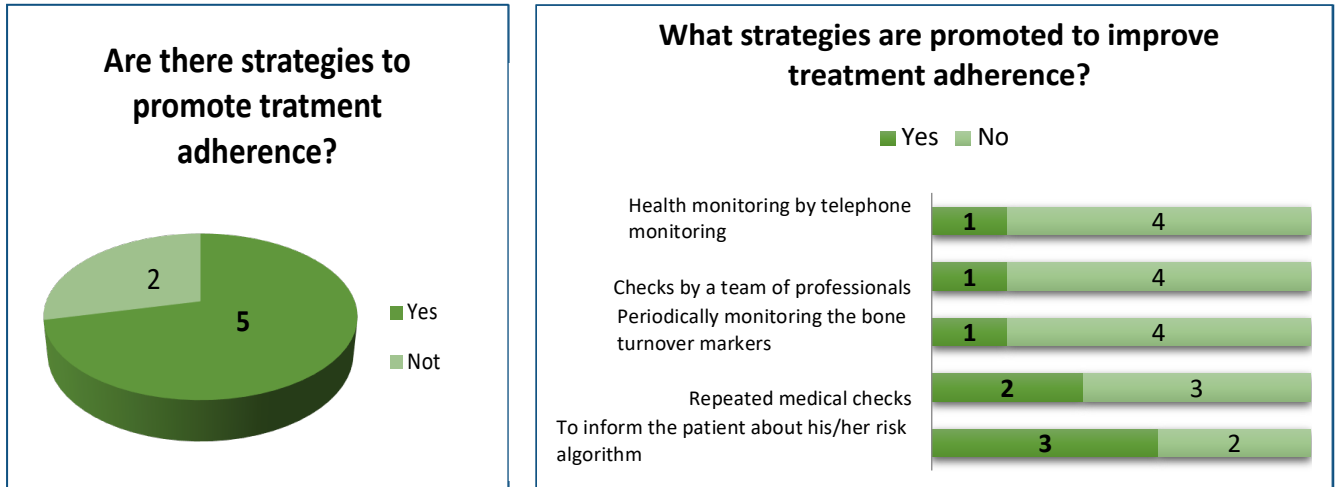 Are there strategies to
promote tratment
adherence?
2
5
Yes
Not
What strategies are promoted to improve
treatment adherence?
Yes No
Health monitoring by telephone
monitoring
1 4
Checks by a team of professionals
1 4
Periodically monitoring the bone
turnover markers
1 4
Repeated medical checks
2 3
To inform the patient about his/her risk
algorithm
3 2